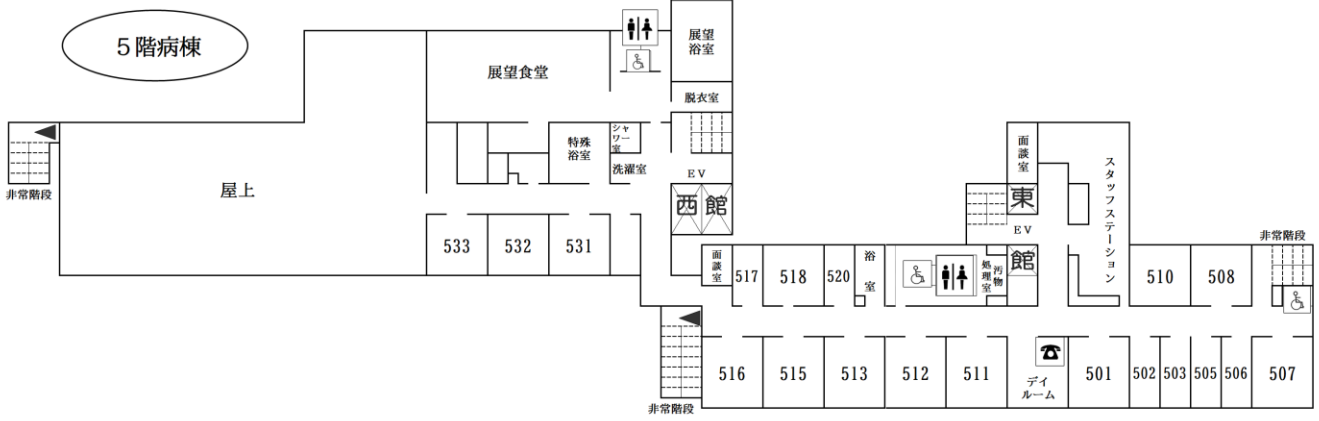 5階病棟
展望
浴室
展望食堂
脱衣室
シャ
ワー
室
特殊
浴室
洗濯室
EV
西館
屋上
非常階段
533
532
531
面
談
室
517
518
520
浴
室
汚物
処理室
面
談
室
東
EV
館
スタッフステーション
510
508
非常階段
516
515
513
512
511
デイ
ルーム
501
502
503
505
506
507
非常階段